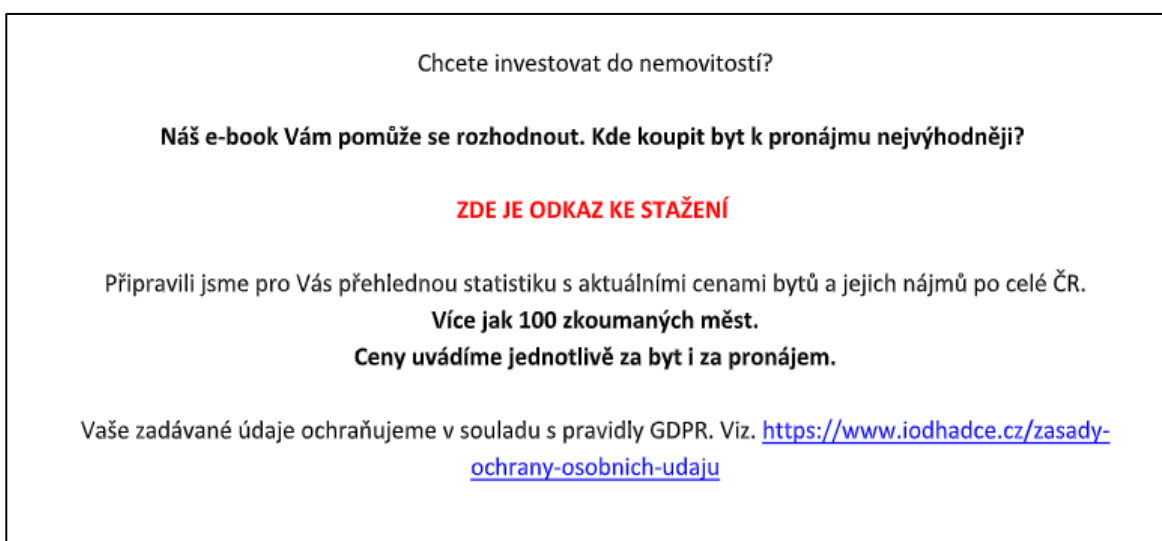 Chcete investovat do nemovitostí?
Náš e-book Vám pomůže se rozhodnout. Kde koupit byt k pronájmu nejvýhodněji?
ZDE JE ODKAZ KE STAŽENÍ
Připravili jsme pro Vás přehlednou statistiku s aktuálními cenami bytů a jejich nájmů po celé ČR.
Více jak 100 zkoumaných měst.
Ceny uvádíme jednotlivě za byt i za pronájem.
Vaše zadávané údaje ochraňujeme v souladu s pravidly GDPR. Viz. https://www.iodhadce.cz/zasady-
ochrany-osobnich-udaju